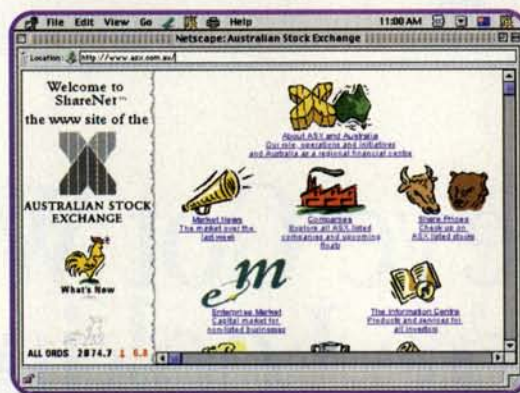 File Edit View Go Help 11:00 AM
Netscape: Australian Stock Exchange
Location: http://www.asx.com.au/
Welcome to
ShareNet™
the www site of the
AUSTRALIAN STOCK
EXCHANGE
What's New
ALL ORDS 2874.7 ↓ 6.8
About ASX and Australia
Our role, operations and initiatives
and Australia as a regional financial centre
Market News
The market over the
last week
Companies
Explore all ASX listed
companies and upcoming
floats
Share Prices
Check up on
ASX listed stocks
em
Enterprise Market
Capital market for
non-listed businesses
The Information Centre
Products and services for
all investors